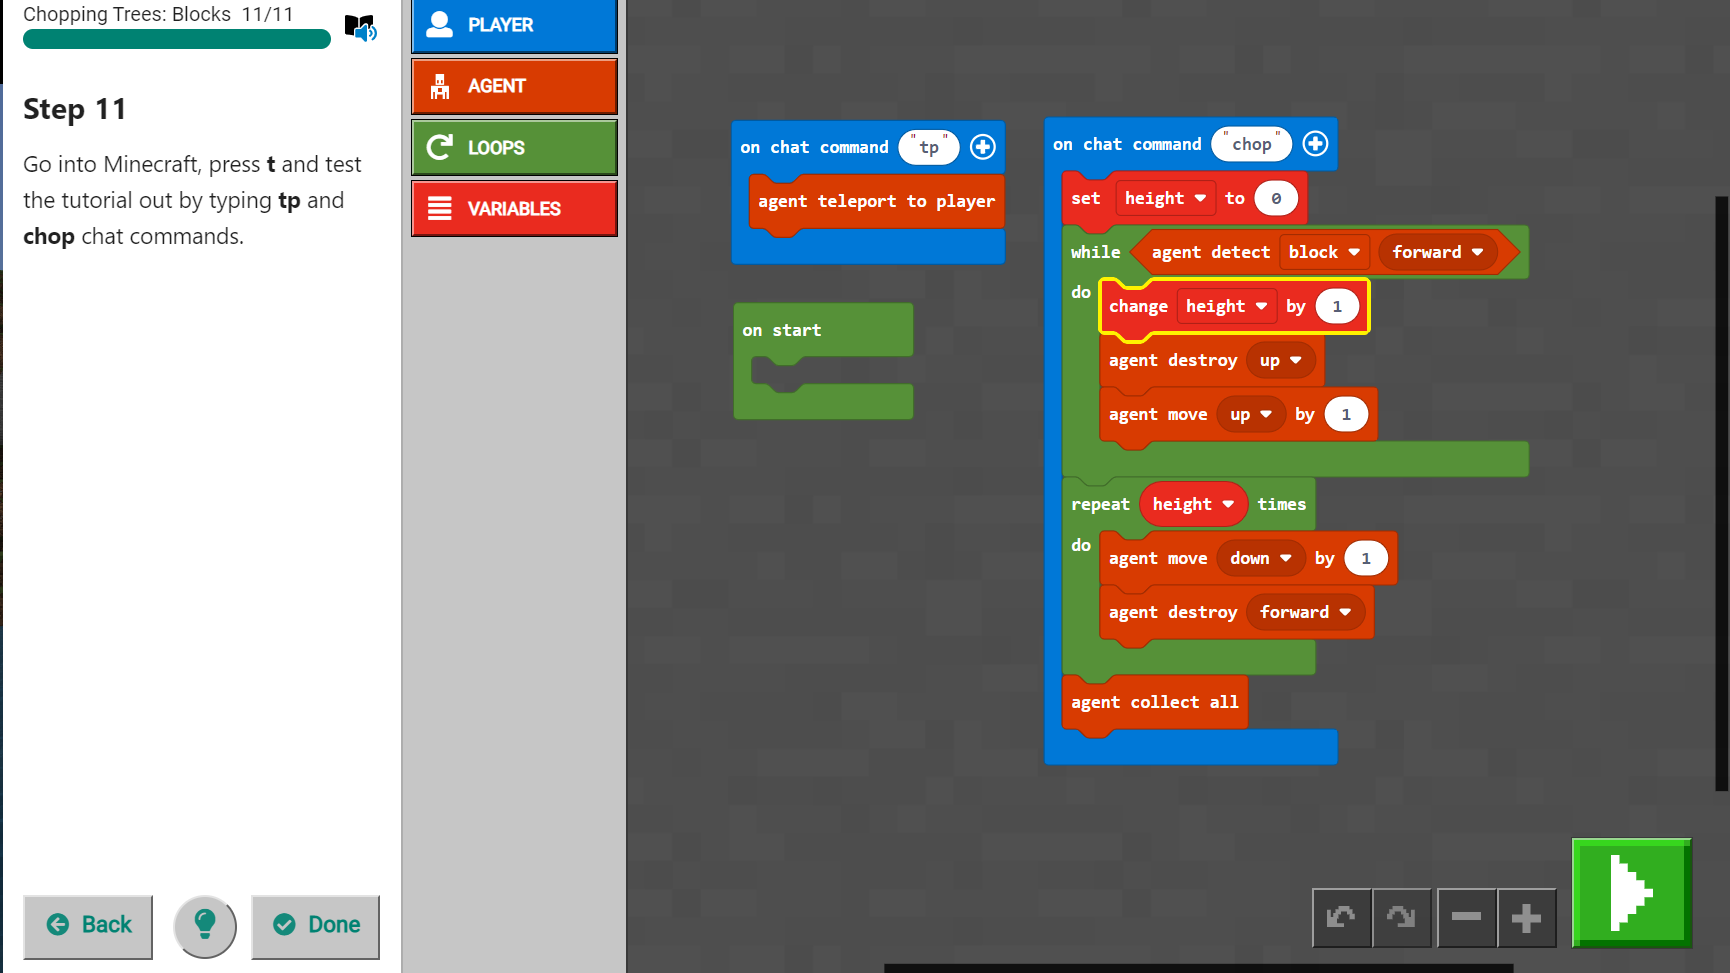 Chopping Trees: Blocks 11/11
Step 11
Go into Minecraft, press t and test
the tutorial out by typing tp and
chop chat commands.
Back
Done
PLAYER
AGENT
LOOPS
VARIABLES
on chat command "tp"
agent teleport to player
on start
on chat command "chop"
set height to 0
while agent detect block forward
do change height by 1
agent destroy up
agent move up by 1
repeat height times
do agent move down by 1
agent destroy forward
agent collect all